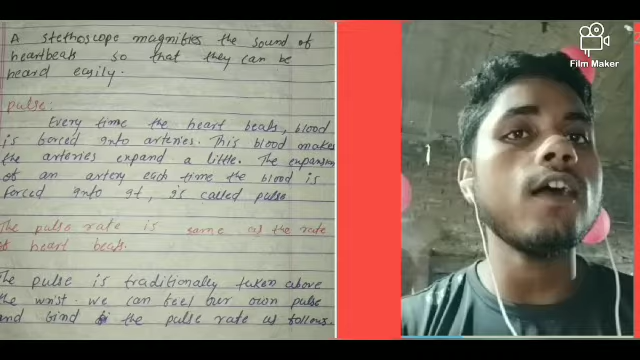 A stethoscope magnifies the sound of
heartbeats so that they can be
heard easily.
pulse:
Every time the heart beats, blood
is forced into arteries. This blood makes
the arteries expand a little. The expansion
of an artery each time the blood is
forced into it, is called pulse
The pulse rate is same as the rate
of heart beats.
The pulse is traditionally taken above
the wrist. we can feel our own pulse
and find the pulse rate as follows.
Film Maker